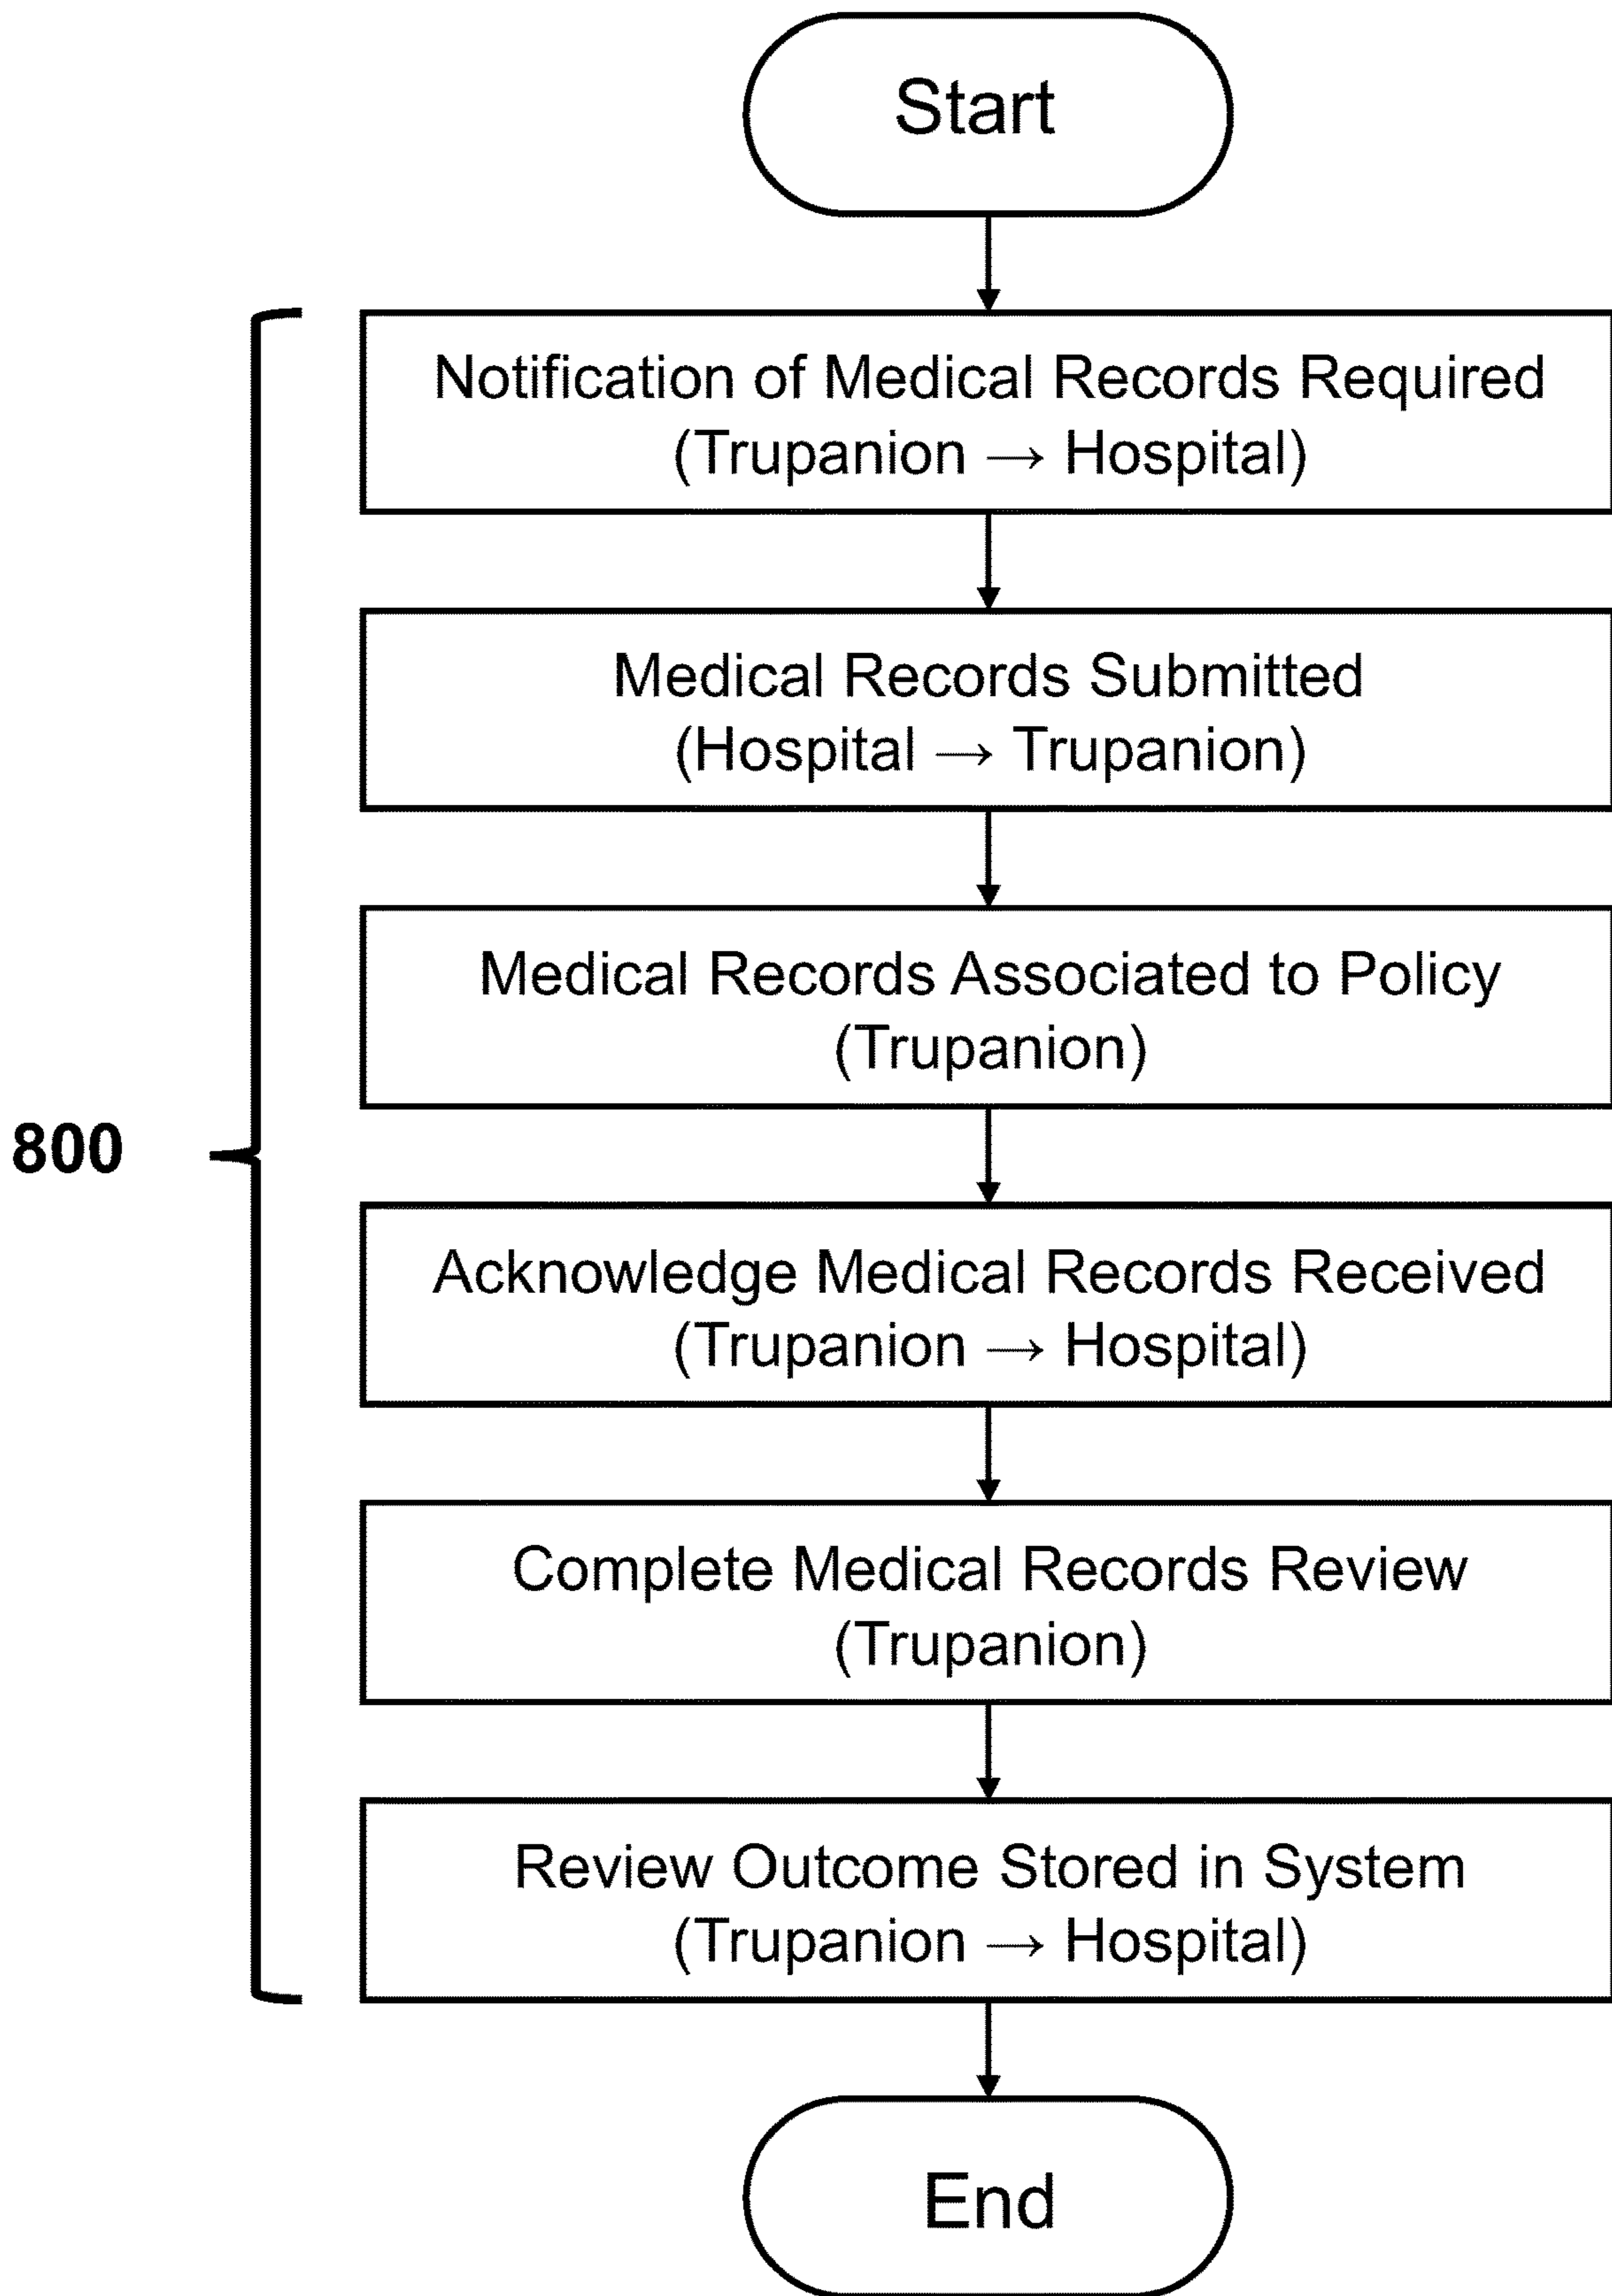 Start
Notification of Medical Records Required
(Trupanion → Hospital)
Medical Records Submitted
(Hospital → Trupanion)
Medical Records Associated to Policy
(Trupanion)
800
Acknowledge Medical Records Received
(Trupanion → Hospital)
Complete Medical Records Review
(Trupanion)
Review Outcome Stored in System
(Trupanion → Hospital)
End